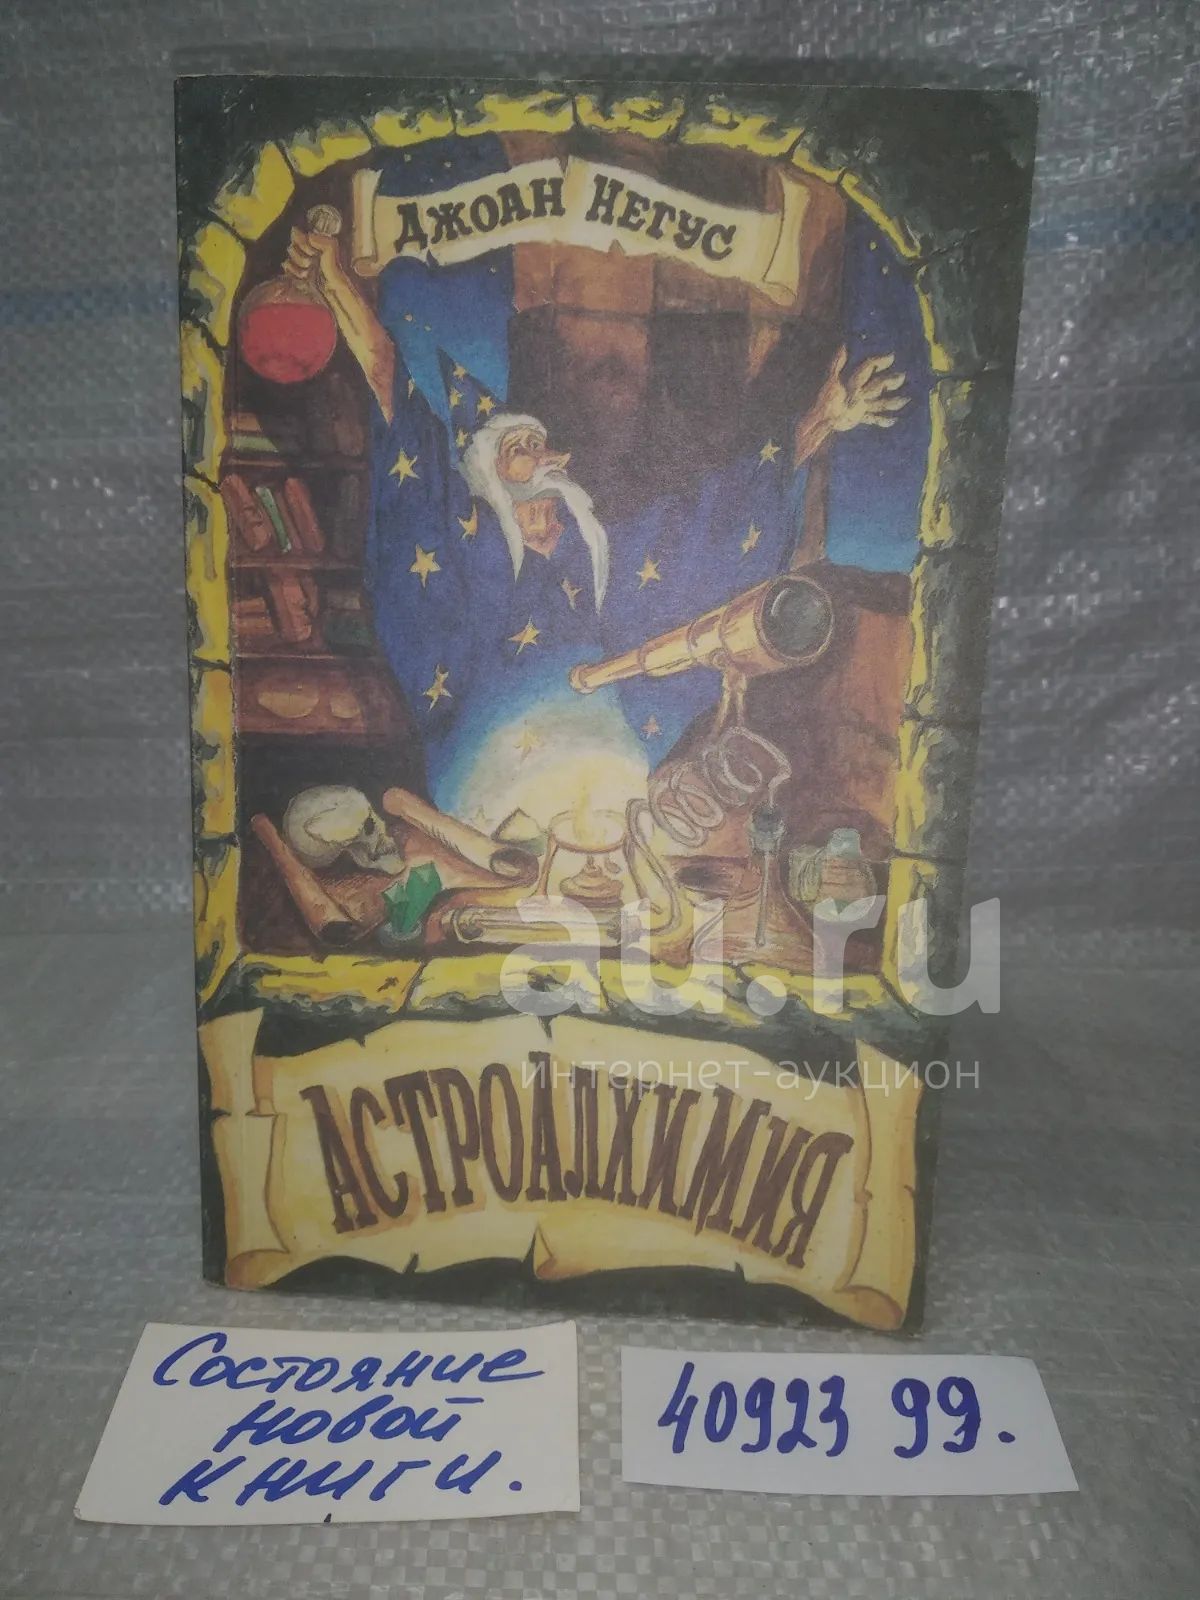 ДЖОАН НЕГУС
au.ru
интернет-аукцион
АСТРОАЛХИМИЯ
Состояние
новой
книги.
40923 99.